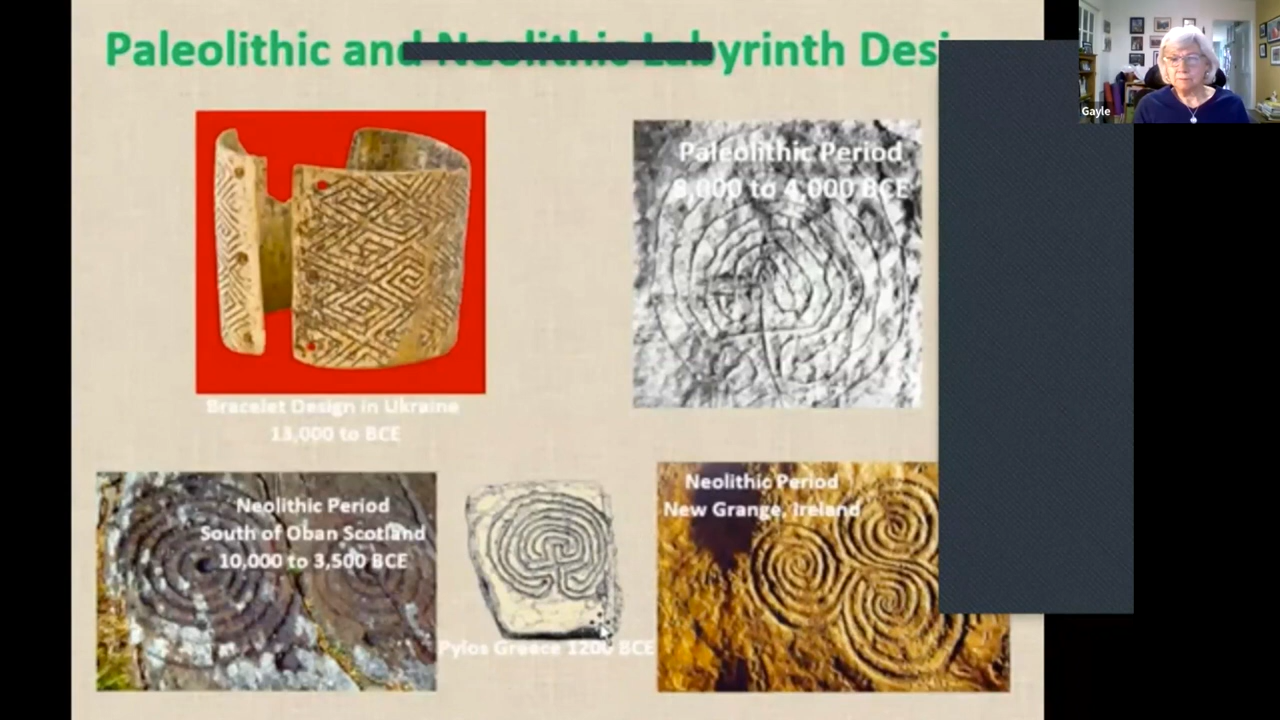 Paleolithic and Neolithic Labyrinth Desi
Gayle
Paleolithic Period
8,000 to 4,000 BCE
Bracelet Design in Ukraine
13,000 to BCE
Neolithic Period
South of Oban Scotland
10,000 to 3,500 BCE
Pylos Greece 1200 BCE
Neolithic Period
New Grange, Ireland